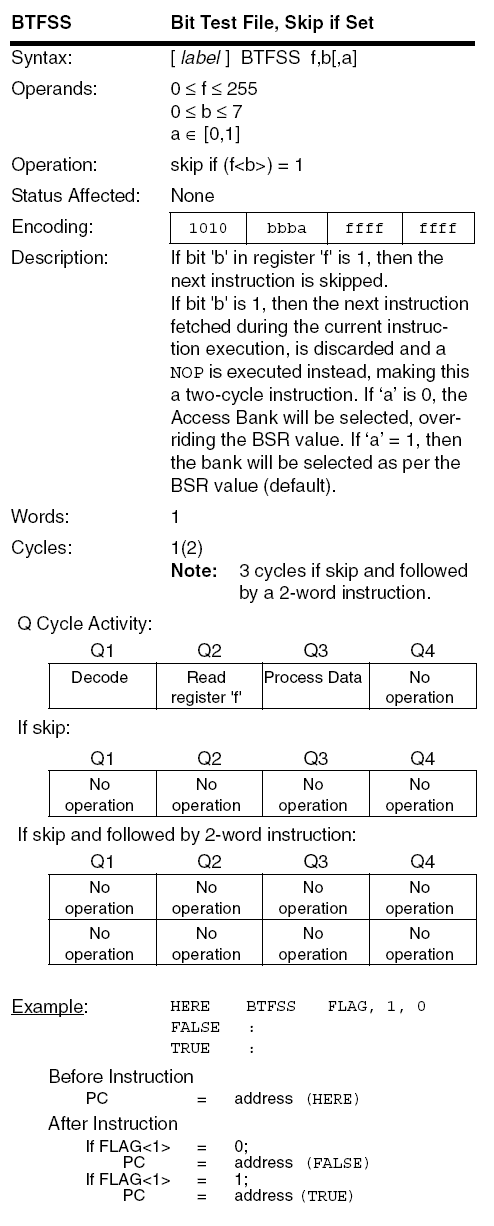 BTFSS Bit Test File, Skip if Set
Syntax: [ label ] BTFSS f,b[,a]
Operands: 0 ≤ f ≤ 255
0 ≤ b ≤ 7
a ∈ [0,1]
Operation: skip if (f<b>) = 1
Status Affected: None
Encoding: 1010 bbba ffff ffff
Description: If bit 'b' in register 'f' is 1, then the
next instruction is skipped.
If bit 'b' is 1, then the next instruction
fetched during the current instruc-
tion execution, is discarded and a
NOP is executed instead, making this
a two-cycle instruction. If ‘a’ is 0, the
Access Bank will be selected, over-
riding the BSR value. If ‘a’ = 1, then
the bank will be selected as per the
BSR value (default).
Words: 1
Cycles: 1(2)
Note: 3 cycles if skip and followed
by a 2-word instruction.
Q Cycle Activity:
Q1 Q2 Q3 Q4
Decode Read Process Data No
register 'f' operation
If skip:
Q1 Q2 Q3 Q4
No No No No
operation operation operation operation
If skip and followed by 2-word instruction:
Q1 Q2 Q3 Q4
No No No No
operation operation operation operation
No No No No
operation operation operation operation
Example: HERE BTFSS FLAG, 1, 0
FALSE :
TRUE :
Before Instruction
PC = address (HERE)
After Instruction
If FLAG<1> = 0;
PC = address (FALSE)
If FLAG<1> = 1;
PC = address (TRUE)